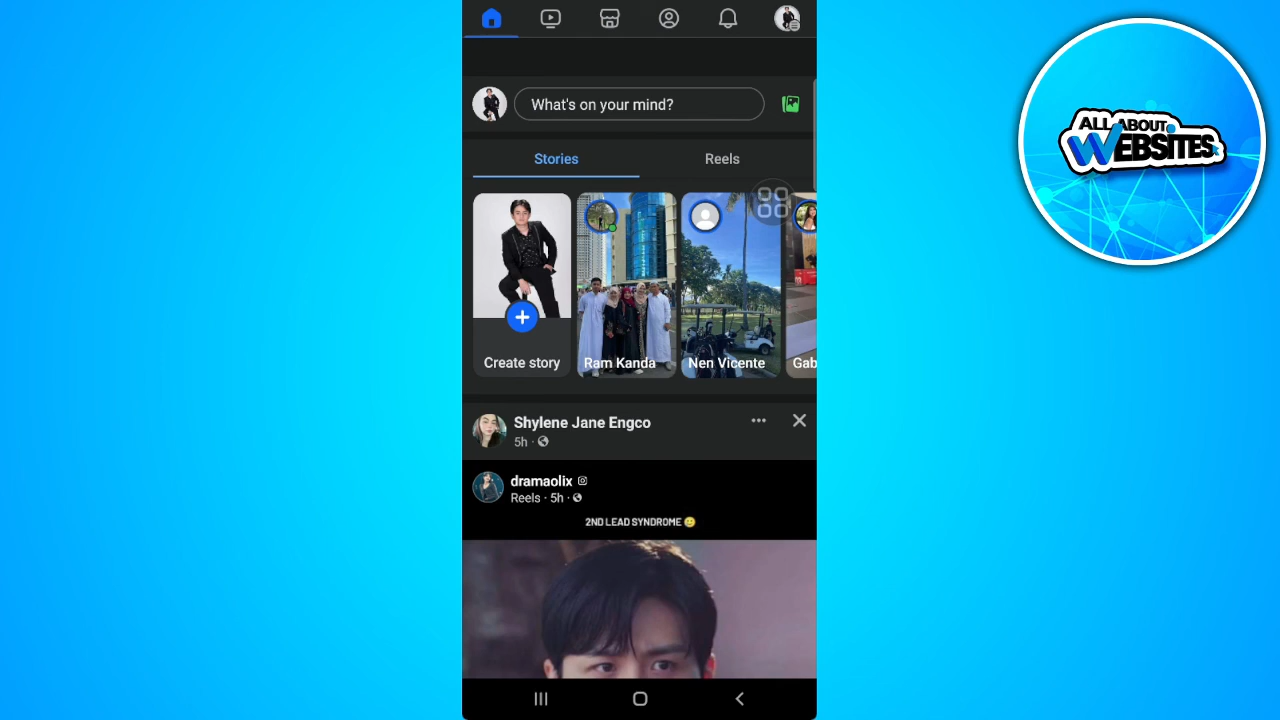 What's on your mind?
Stories
Reels
Create story
Ram Kanda
Nen Vicente
Gab
Shylene Jane Engco
5h ·
dramaolix
Reels · 5h ·
2ND LEAD SYNDROME 🥲
ALL ABOUT
WEBSITES